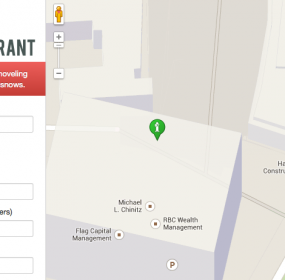 RANT
noveling
snows.
ers)
+
−
i
Ha
Constru
Michael
L. Chinitz
RBC Wealth
Management
Flag Capital
Management
P